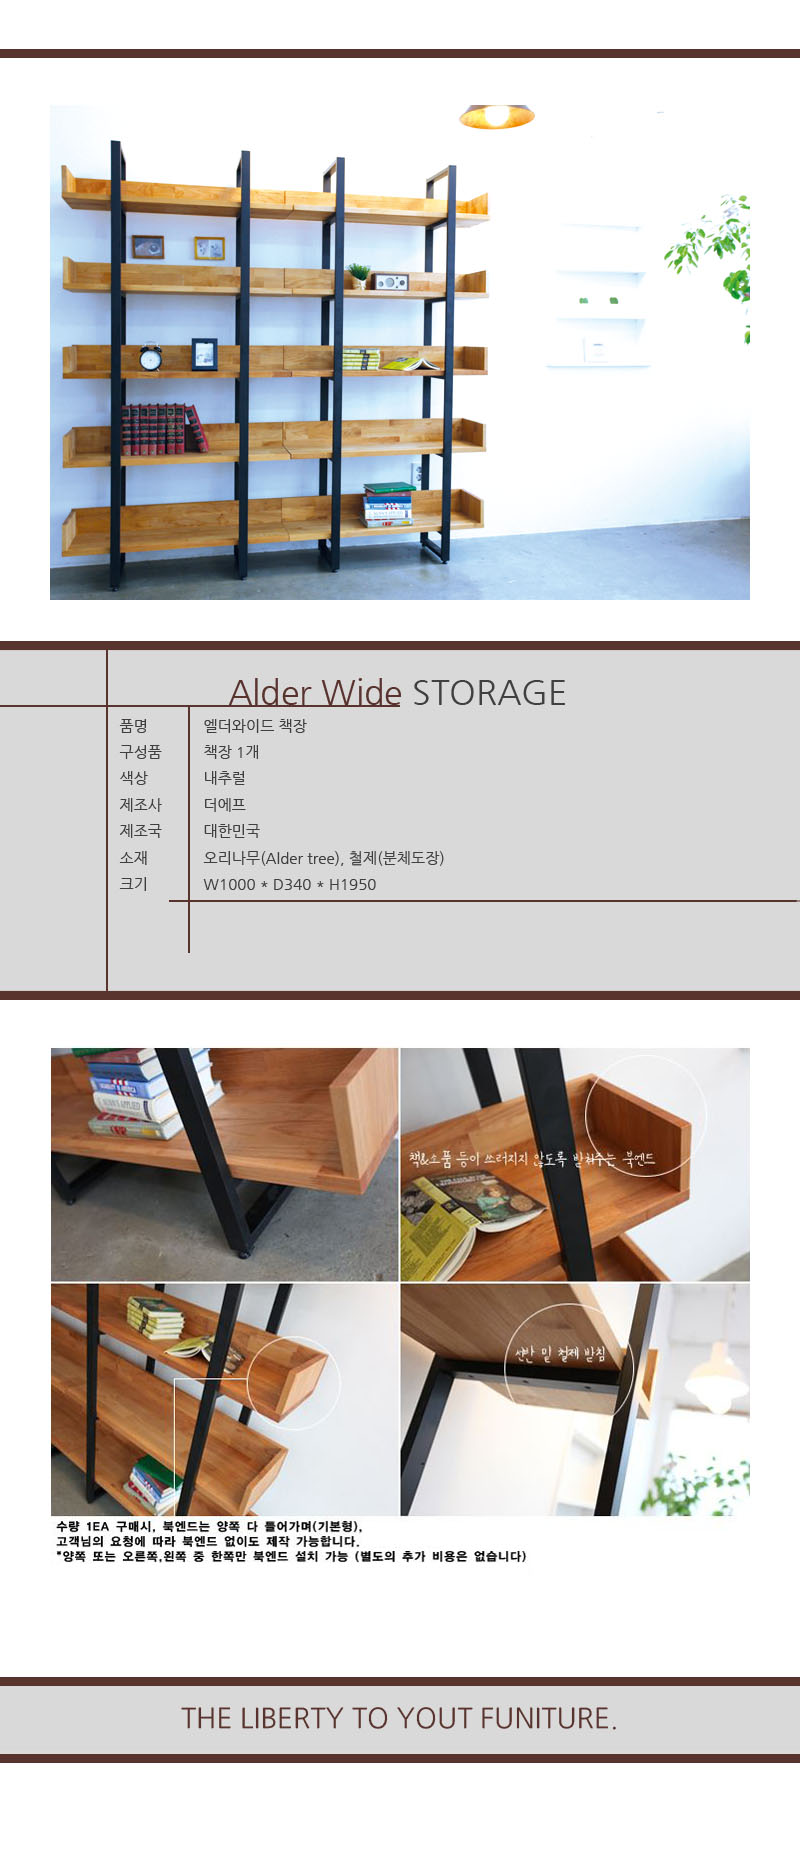 Alder Wide STORAGE
품명 엘더와이드 책장
구성품 책장 1개
색상 내추럴
제조사 더에프
제조국 대한민국
소재 오리나무(Alder tree), 철제(분체도장)
크기 W1000 * D340 * H1950
책&소품 등이 쓰러지지 않도록 받쳐주는 북엔드
선반 밑 철제 받침
수량 1EA 구매시, 북엔드는 양쪽 다 들어가며(기본형),
고객님의 요청에 따라 북엔드 없이도 제작 가능합니다.
*양쪽 또는 오른쪽,왼쪽 중 한쪽만 북엔드 설치 가능 (별도의 추가 비용은 없습니다)
THE LIBERTY TO YOUT FUNITURE.